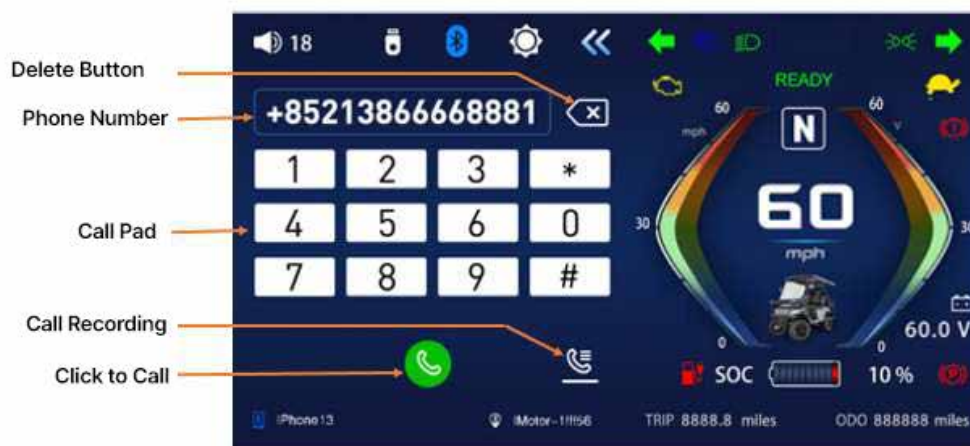 18
Delete Button
Phone Number
+85213866668881
1 2 3 *
Call Pad
4 5 6 0
7 8 9 #
Call Recording
Click to Call
iPhone13
READY
60
60
mph
V
N
30
60
30
mph
60.0 V
0
0
SOC
10 %
TRIP 8888.8 miles
ODO 888888 miles